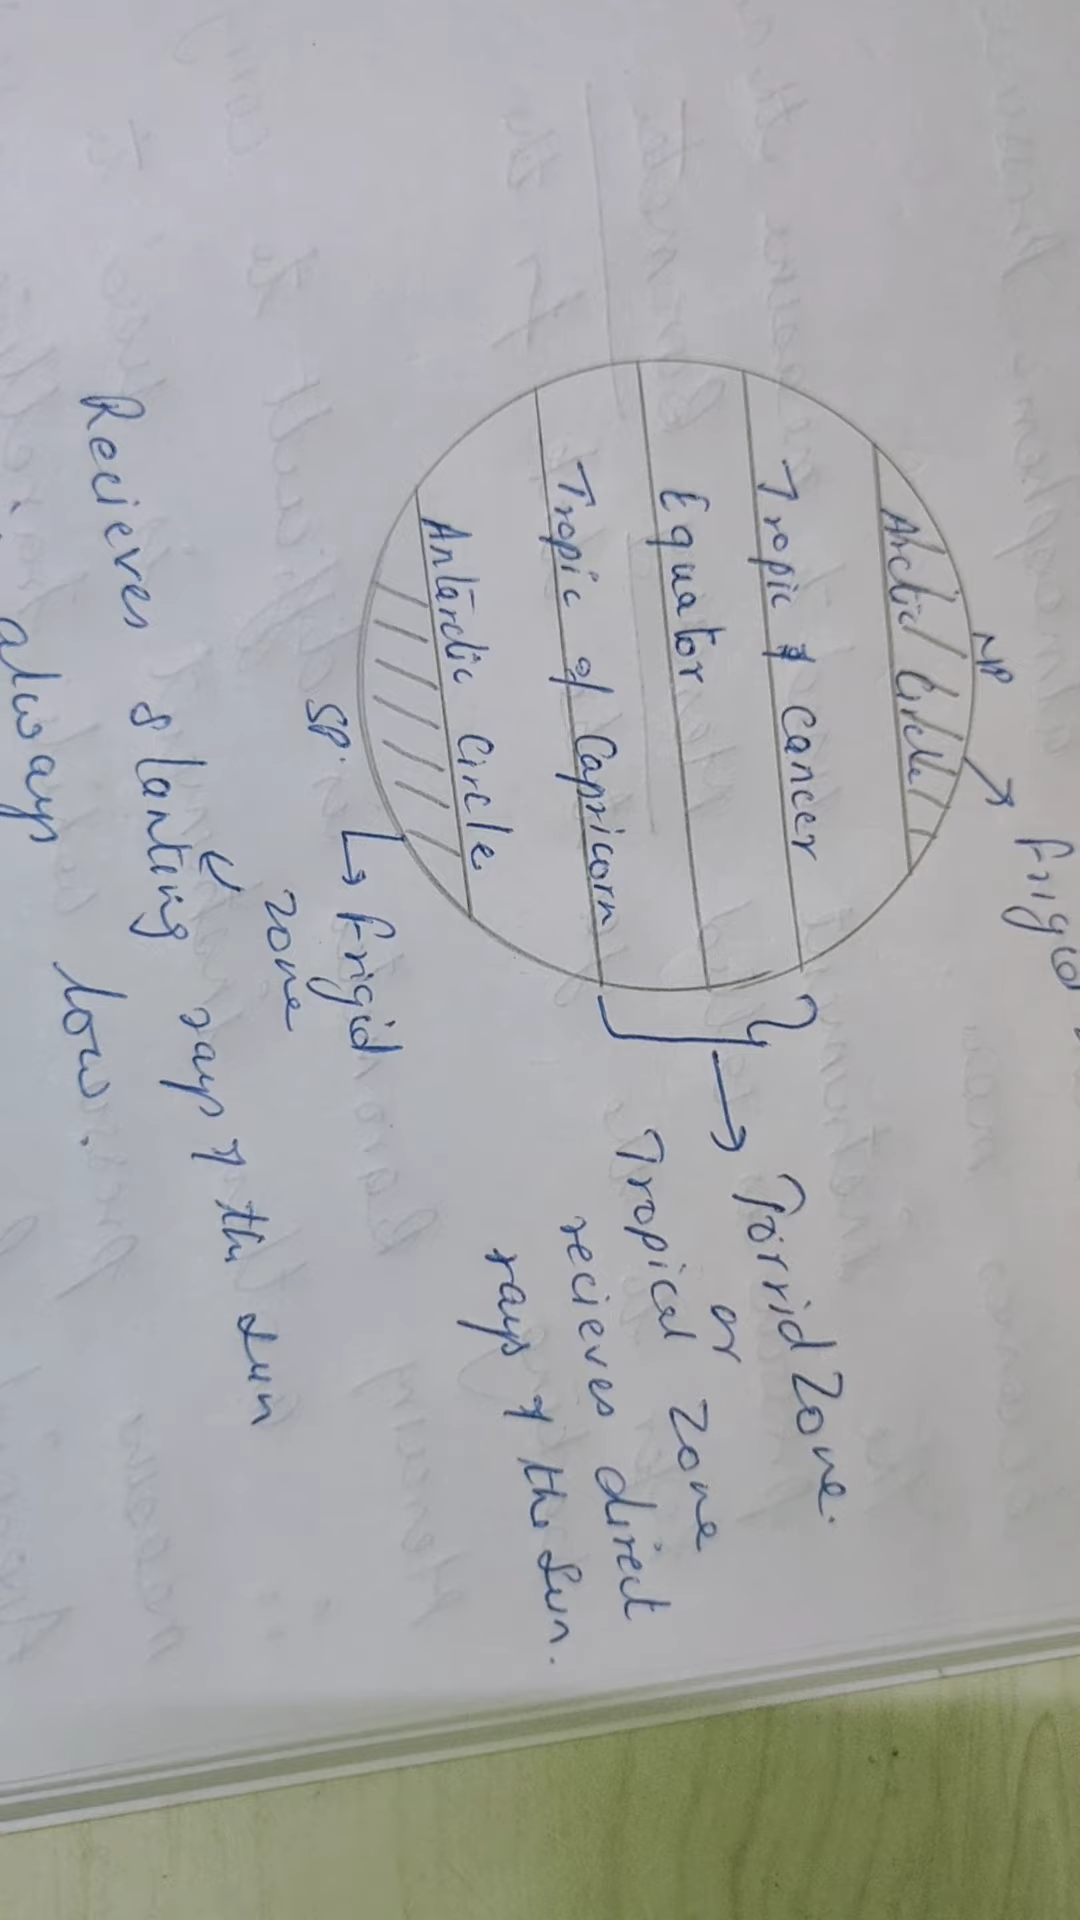 Frigid
NP
Arctic Circle
Tropic of Cancer
Equator
Tropic of Capricorn
Antarctic Circle
SP.
Torrid Zone.
or
Tropical Zone
recieves direct
rays of the Sun.
Frigid
Zone
Recieves slanting rays of the Sun
always low.